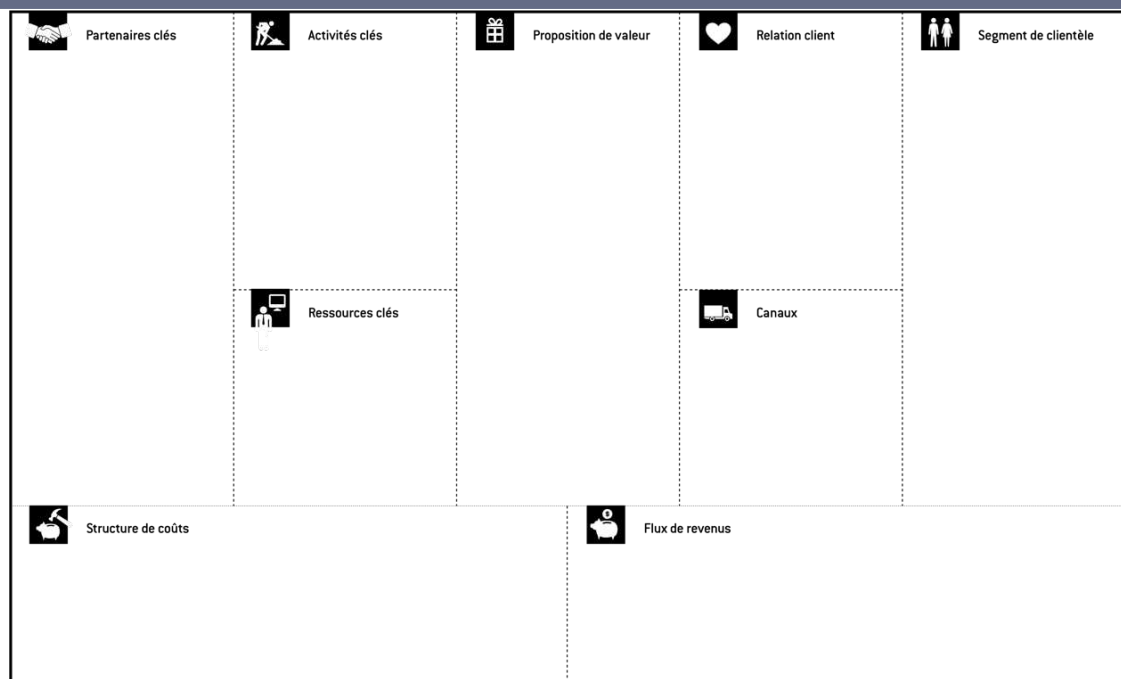 Partenaires clés
Activités clés
Proposition de valeur
Relation client
Segment de clientèle
Ressources clés
Canaux
Structure de coûts
Flux de revenus